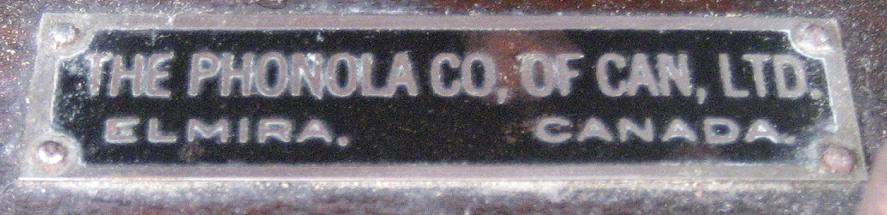 THE PHONOLA CO, OF CAN, LTD.
ELMIRA. CANADA.